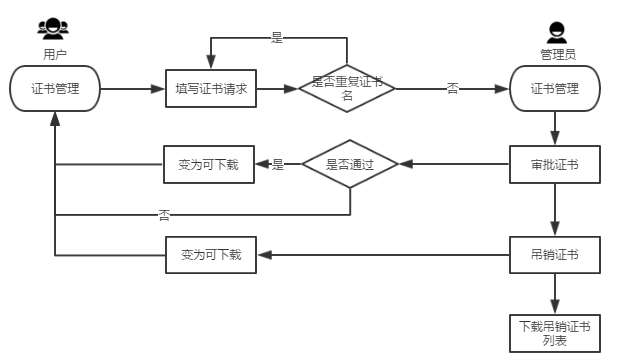 用户
管理员
是
证书管理
填写证书请求
是否重复证书
名
否
证书管理
变为可下载
是
是否通过
审批证书
否
变为可下载
吊销证书
下载吊销证书
列表